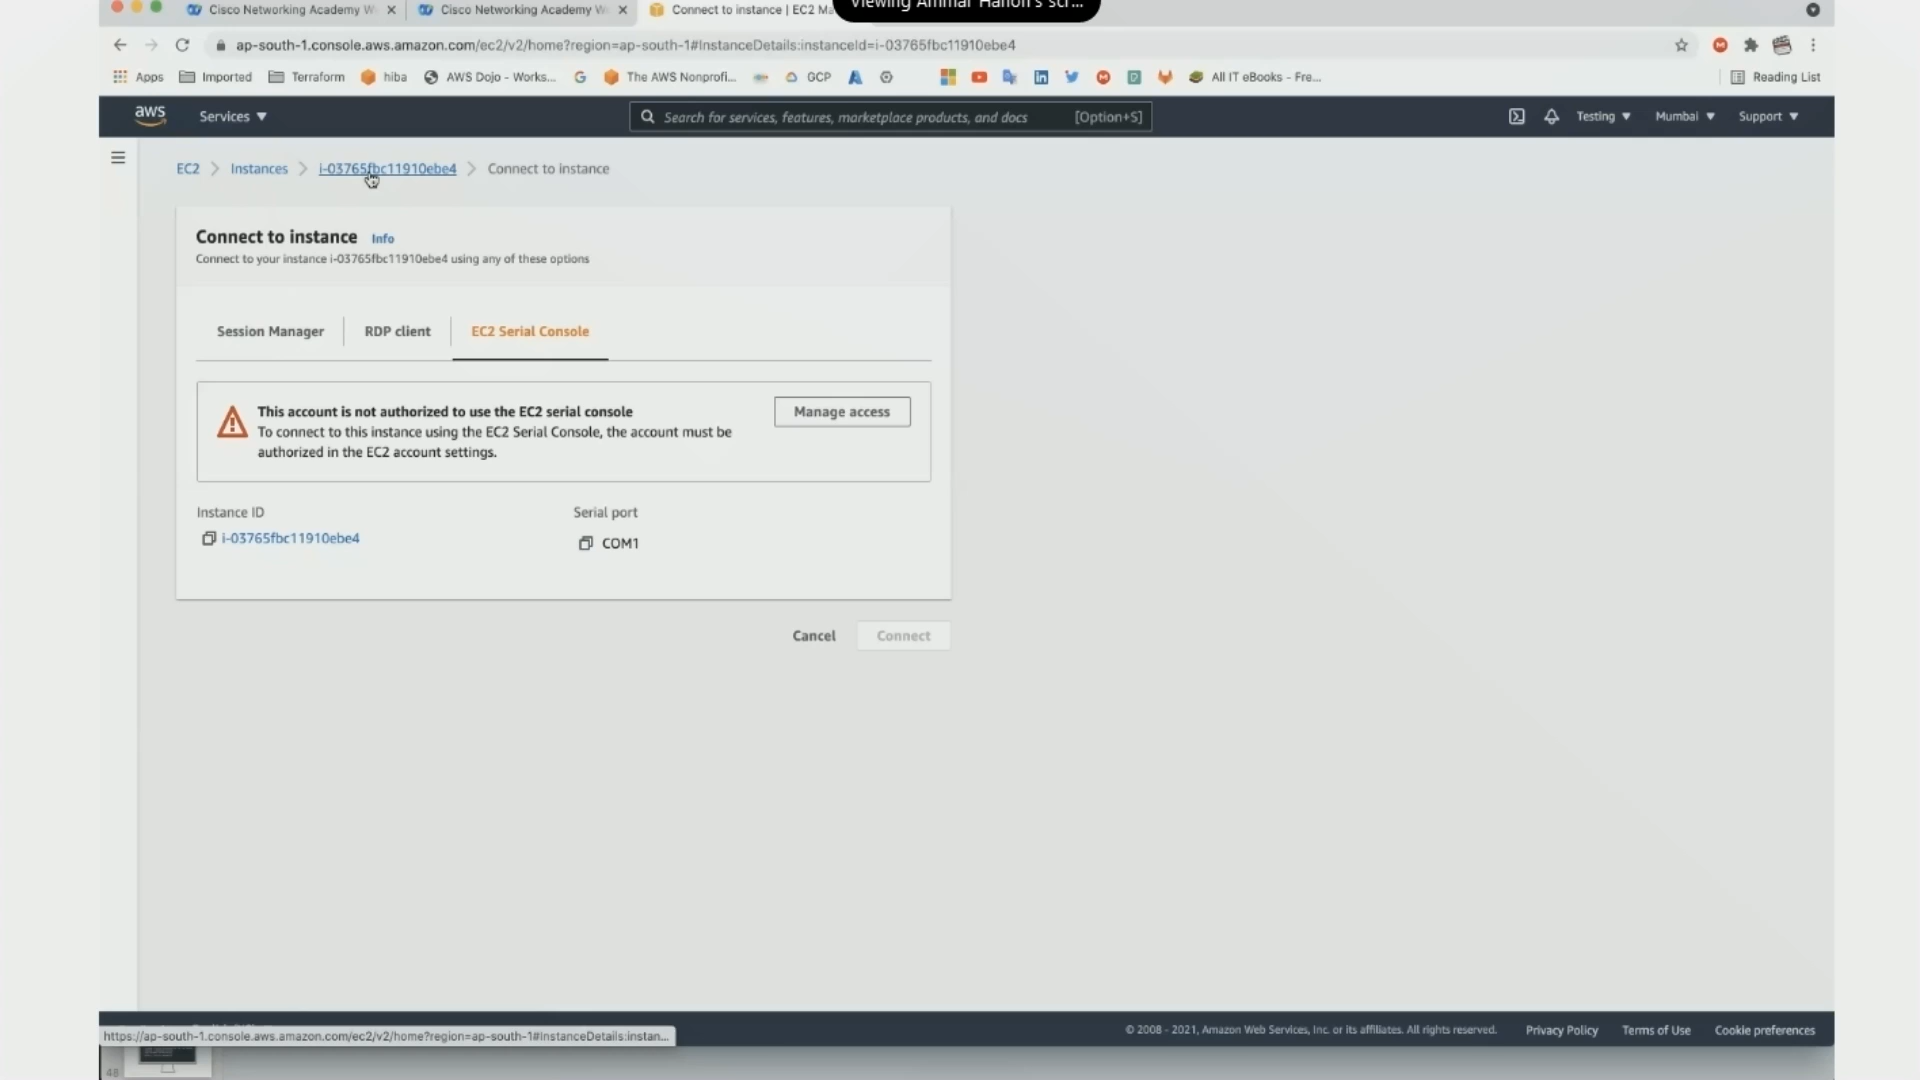 Viewing Ammar
Cisco Networking Academy W
Cisco Networking Academy W
Connect to instance | EC2 Ma
ap-south-1.console.aws.amazon.com/ec2/v2/home?region=ap-south-1#InstanceDetails:instanceId=i-03765fbc11910ebe4
Apps
Imported
Terraform
hiba
AWS Dojo - Works...
The AWS Nonprofi...
GCP
All IT eBooks - Fre...
Reading List
aws
Services
Search for services, features, marketplace products, and docs
[Option+S]
Testing
Mumbai
Support
EC2 > Instances > i-03765fbc11910ebe4 > Connect to instance
Connect to instance Info
Connect to your instance i-03765fbc11910ebe4 using any of these options
Session Manager
RDP client
EC2 Serial Console
This account is not authorized to use the EC2 serial console
To connect to this instance using the EC2 Serial Console, the account must be
authorized in the EC2 account settings.
Manage access
Instance ID
i-03765fbc11910ebe4
Serial port
COM1
Cancel
Connect
https://ap-south-1.console.aws.amazon.com/ec2/v2/home?region=ap-south-1#InstanceDetails:instan...
© 2008 - 2021, Amazon Web Services, Inc. or its affiliates. All rights reserved.
Privacy Policy
Terms of Use
Cookie preferences
48